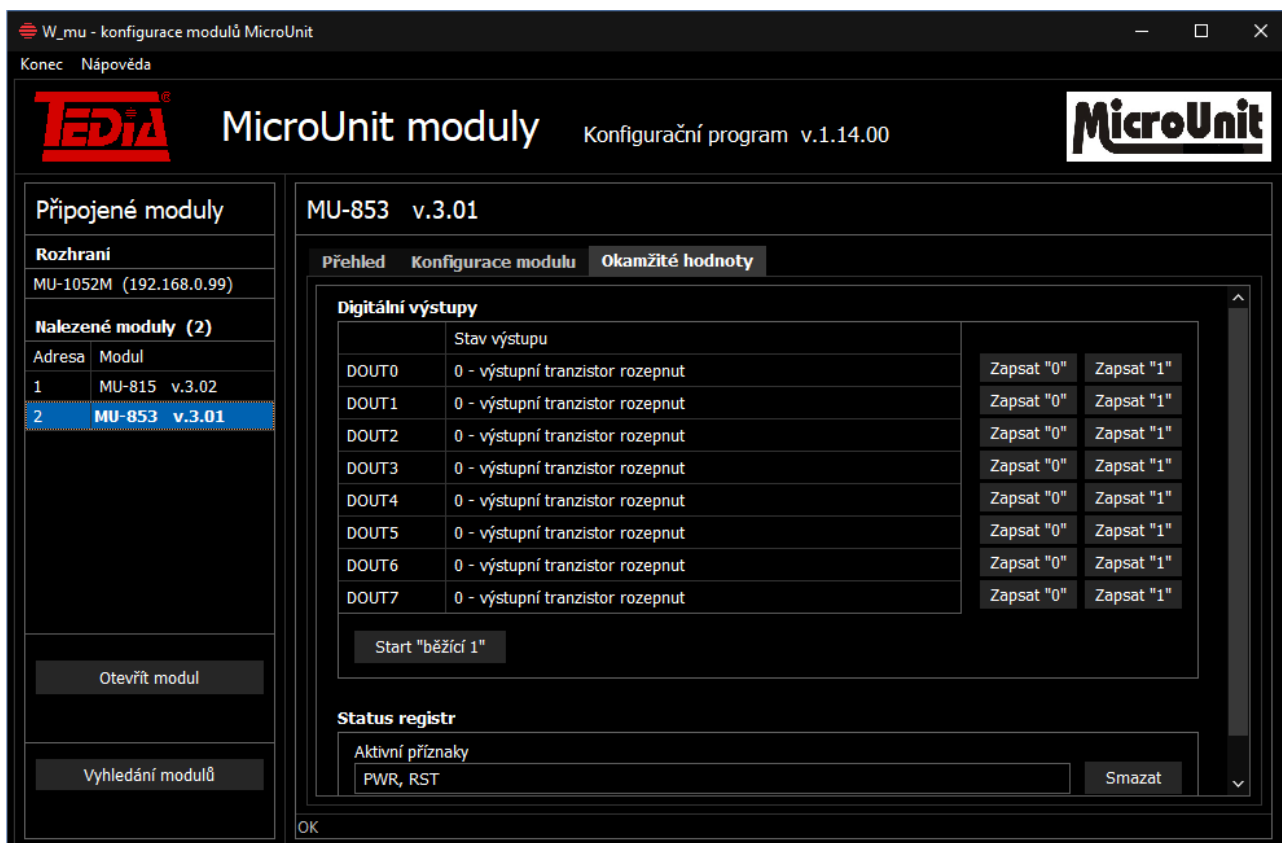 W_mu - konfigurace modulů MicroUnit
Konec Nápověda
TEDIA®
MicroUnit moduly Konfigurační program v.1.14.00
MicroUnit
Připojené moduly
Rozhraní
MU-1052M (192.168.0.99)
Nalezené moduly (2)
Adresa Modul
1 MU-815 v.3.02
2 MU-853 v.3.01
Otevřít modul
Vyhledání modulů
MU-853 v.3.01
Přehled Konfigurace modulu Okamžité hodnoty
Digitální výstupy
Stav výstupu
DOUT0 0 - výstupní tranzistor rozepnut Zapsat "0" Zapsat "1"
DOUT1 0 - výstupní tranzistor rozepnut Zapsat "0" Zapsat "1"
DOUT2 0 - výstupní tranzistor rozepnut Zapsat "0" Zapsat "1"
DOUT3 0 - výstupní tranzistor rozepnut Zapsat "0" Zapsat "1"
DOUT4 0 - výstupní tranzistor rozepnut Zapsat "0" Zapsat "1"
DOUT5 0 - výstupní tranzistor rozepnut Zapsat "0" Zapsat "1"
DOUT6 0 - výstupní tranzistor rozepnut Zapsat "0" Zapsat "1"
DOUT7 0 - výstupní tranzistor rozepnut Zapsat "0" Zapsat "1"
Start "běžící 1"
Status registr
Aktivní příznaky
PWR, RST Smazat
OK